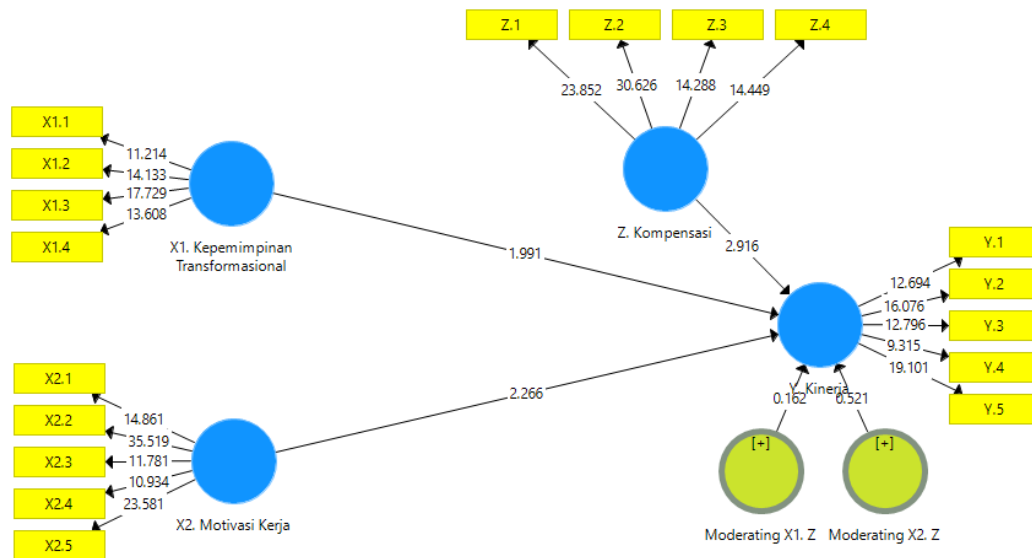 Z.1
Z.2
Z.3
Z.4
23.852
30.626
14.288
14.449
Z. Kompensasi
2.916
X1.1
X1.2
X1.3
X1.4
11.214
14.133
17.729
13.608
X1. Kepemimpinan
Transformasional
1.991
X2.1
X2.2
X2.3
X2.4
X2.5
14.861
35.519
11.781
10.934
23.581
X2. Motivasi Kerja
2.266
Y.1
Y.2
Y.3
Y.4
Y.5
12.694
16.076
12.796
9.315
19.101
Y. Kinerja
0.162
0.521
[+]
[+]
Moderating X1. Z
Moderating X2. Z